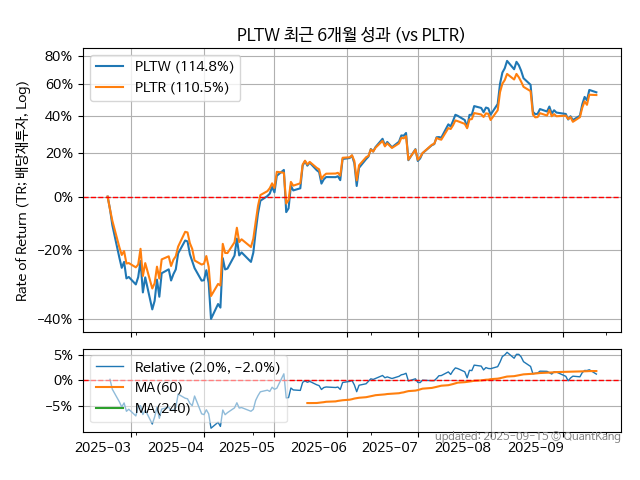 PLTW 최근 6개월 성과 (vs PLTR)
80%
60%
40%
20%
0%
−20%
−40%
Rate of Return (TR; 배당재투자, Log)
PLTW (114.8%)
PLTR (110.5%)
5%
0%
−5%
Relative (2.0%, −2.0%)
MA(60)
MA(240)
2025−03
2025−04
2025−05
2025−06
2025−07
2025−08
2025−09
updated: 2025−09−15 © QuantKang